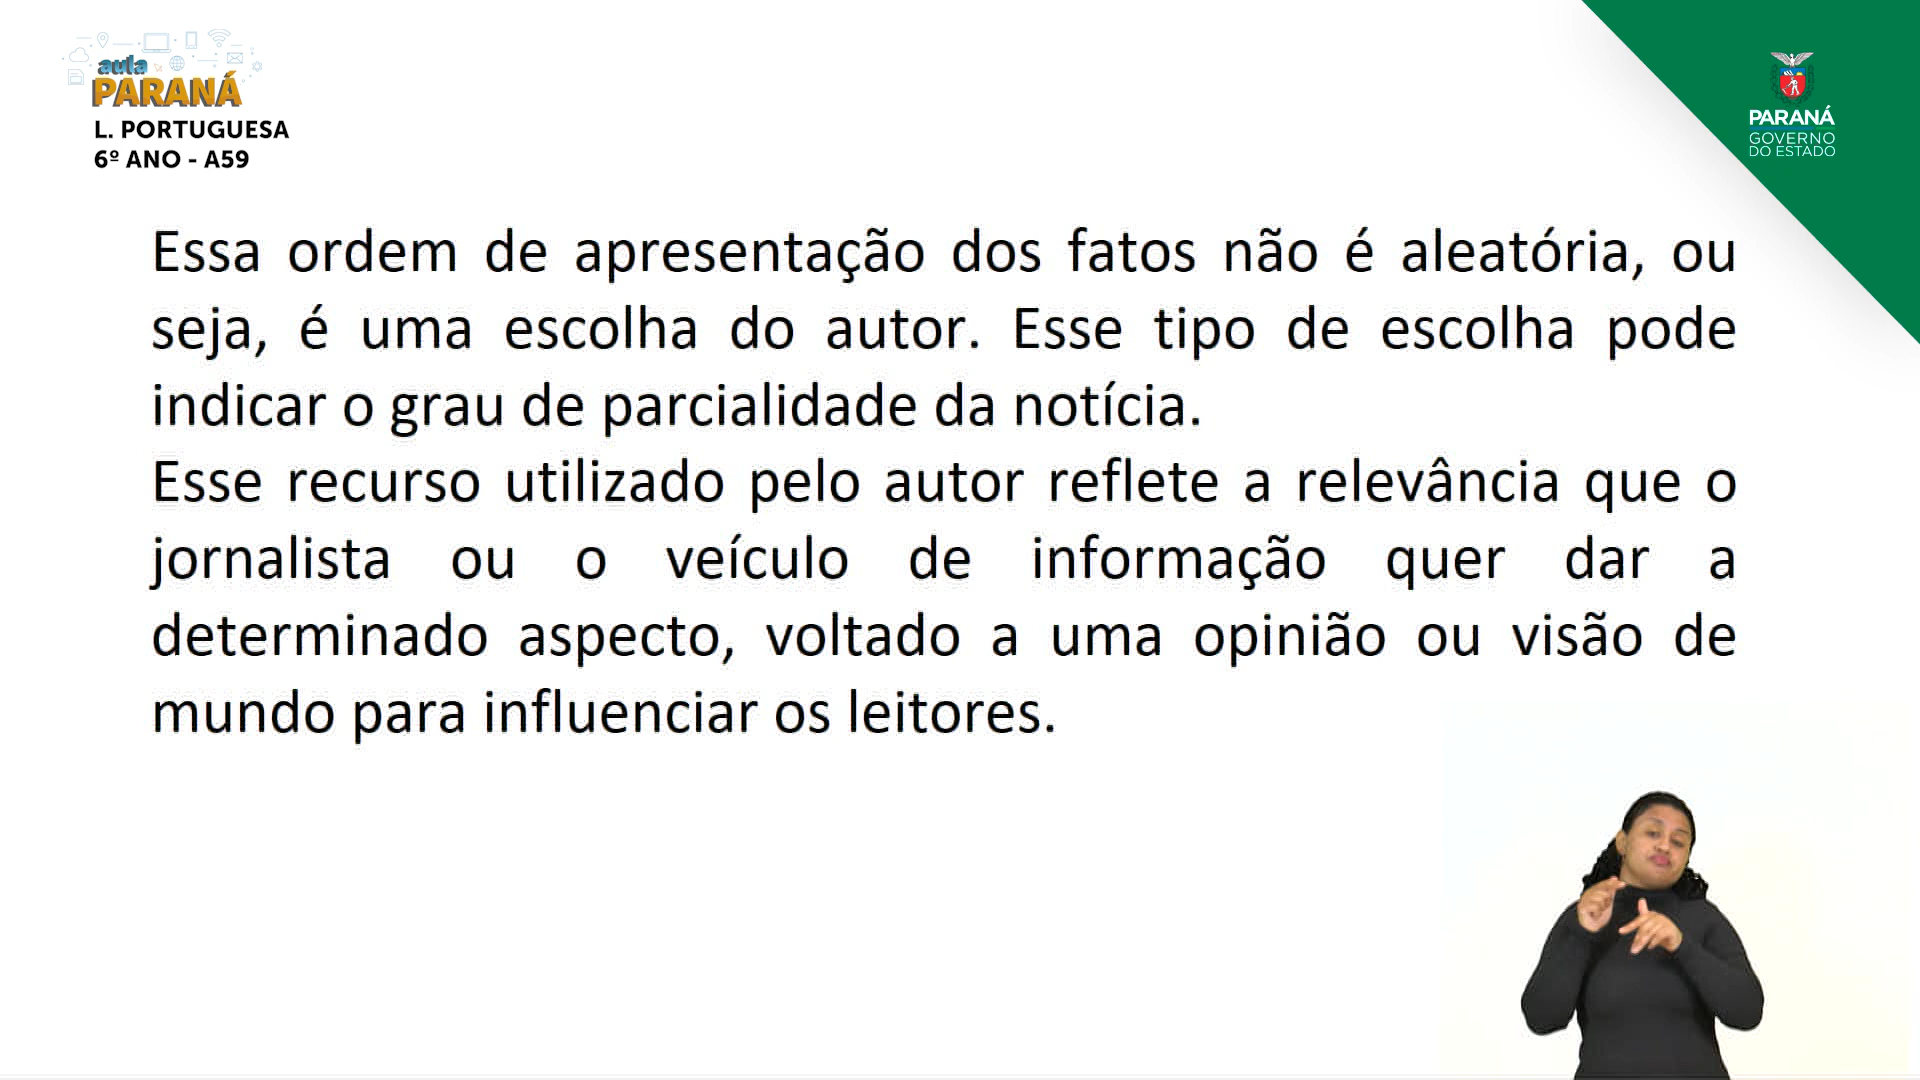 aula
PARANÁ
L. PORTUGUESA
6º ANO - A59
PARANÁ
GOVERNO
DO ESTADO
Essa ordem de apresentação dos fatos não é aleatória, ou
seja, é uma escolha do autor. Esse tipo de escolha pode
indicar o grau de parcialidade da notícia.
Esse recurso utilizado pelo autor reflete a relevância que o
jornalista ou o veículo de informação quer dar a
determinado aspecto, voltado a uma opinião ou visão de
mundo para influenciar os leitores.